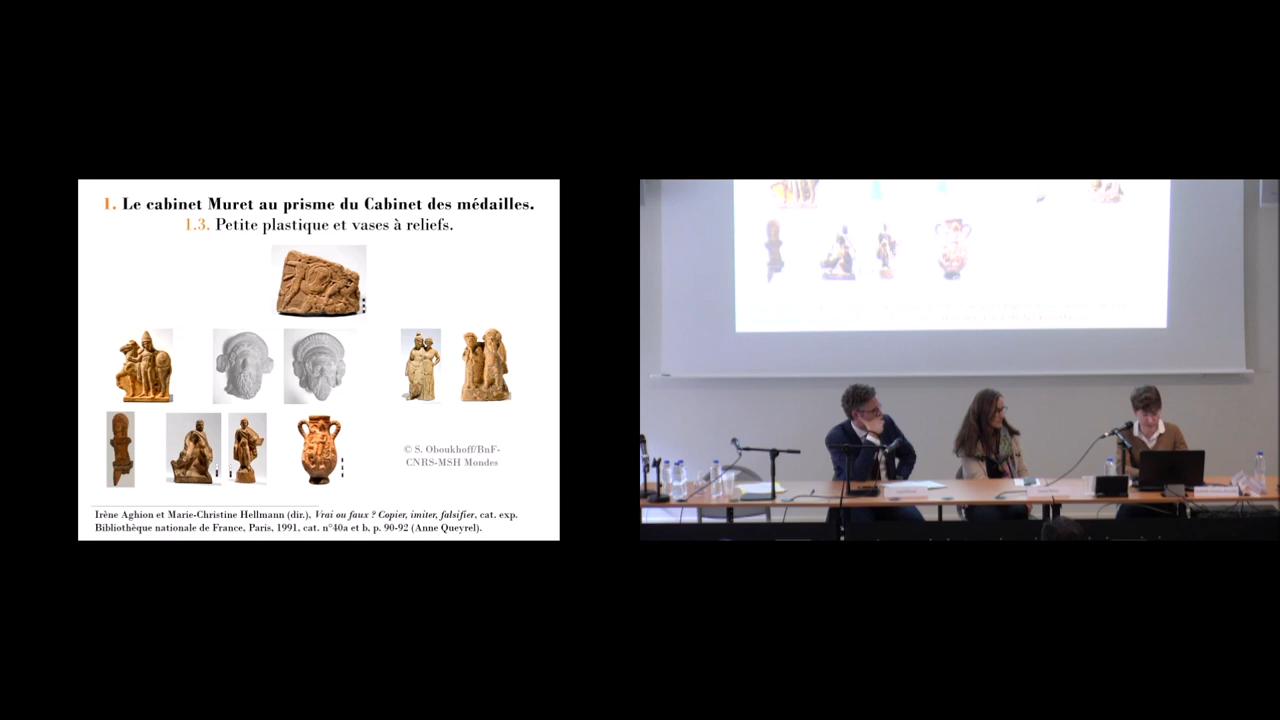 1. Le cabinet Muret au prisme du Cabinet des médailles.
1.3. Petite plastique et vases à reliefs.
© S. Oboukhoff/BnF-
CNRS-MSH Mondes
Irène Aghion et Marie-Christine Hellmann (dir.), Vrai ou faux ? Copier, imiter, falsifier, cat. exp.
Bibliothèque nationale de France, Paris, 1991, cat. n°40a et b, p. 90-92 (Anne Queyrel).